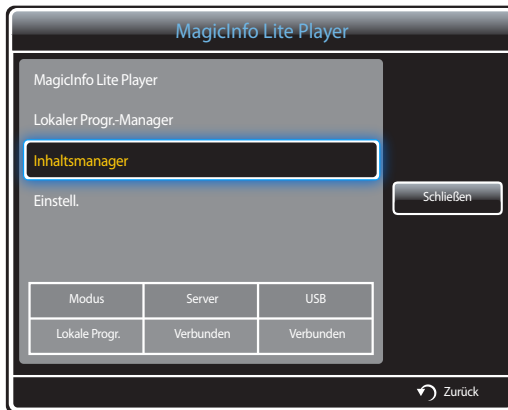 MagicInfo Lite Player
MagicInfo Lite Player
Lokaler Progr.-Manager
Inhaltsmanager
Einstell.
Schließen
Modus Server USB
Lokale Progr. Verbunden Verbunden
Zurück